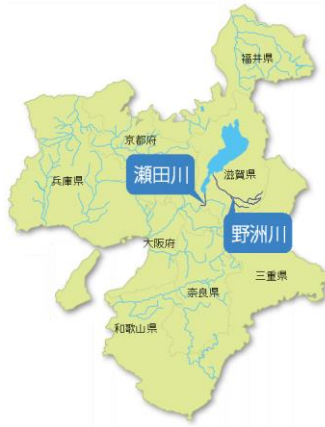 福井県
京都府
兵庫県
瀬田川
滋賀県
野洲川
大阪府
三重県
奈良県
和歌山県